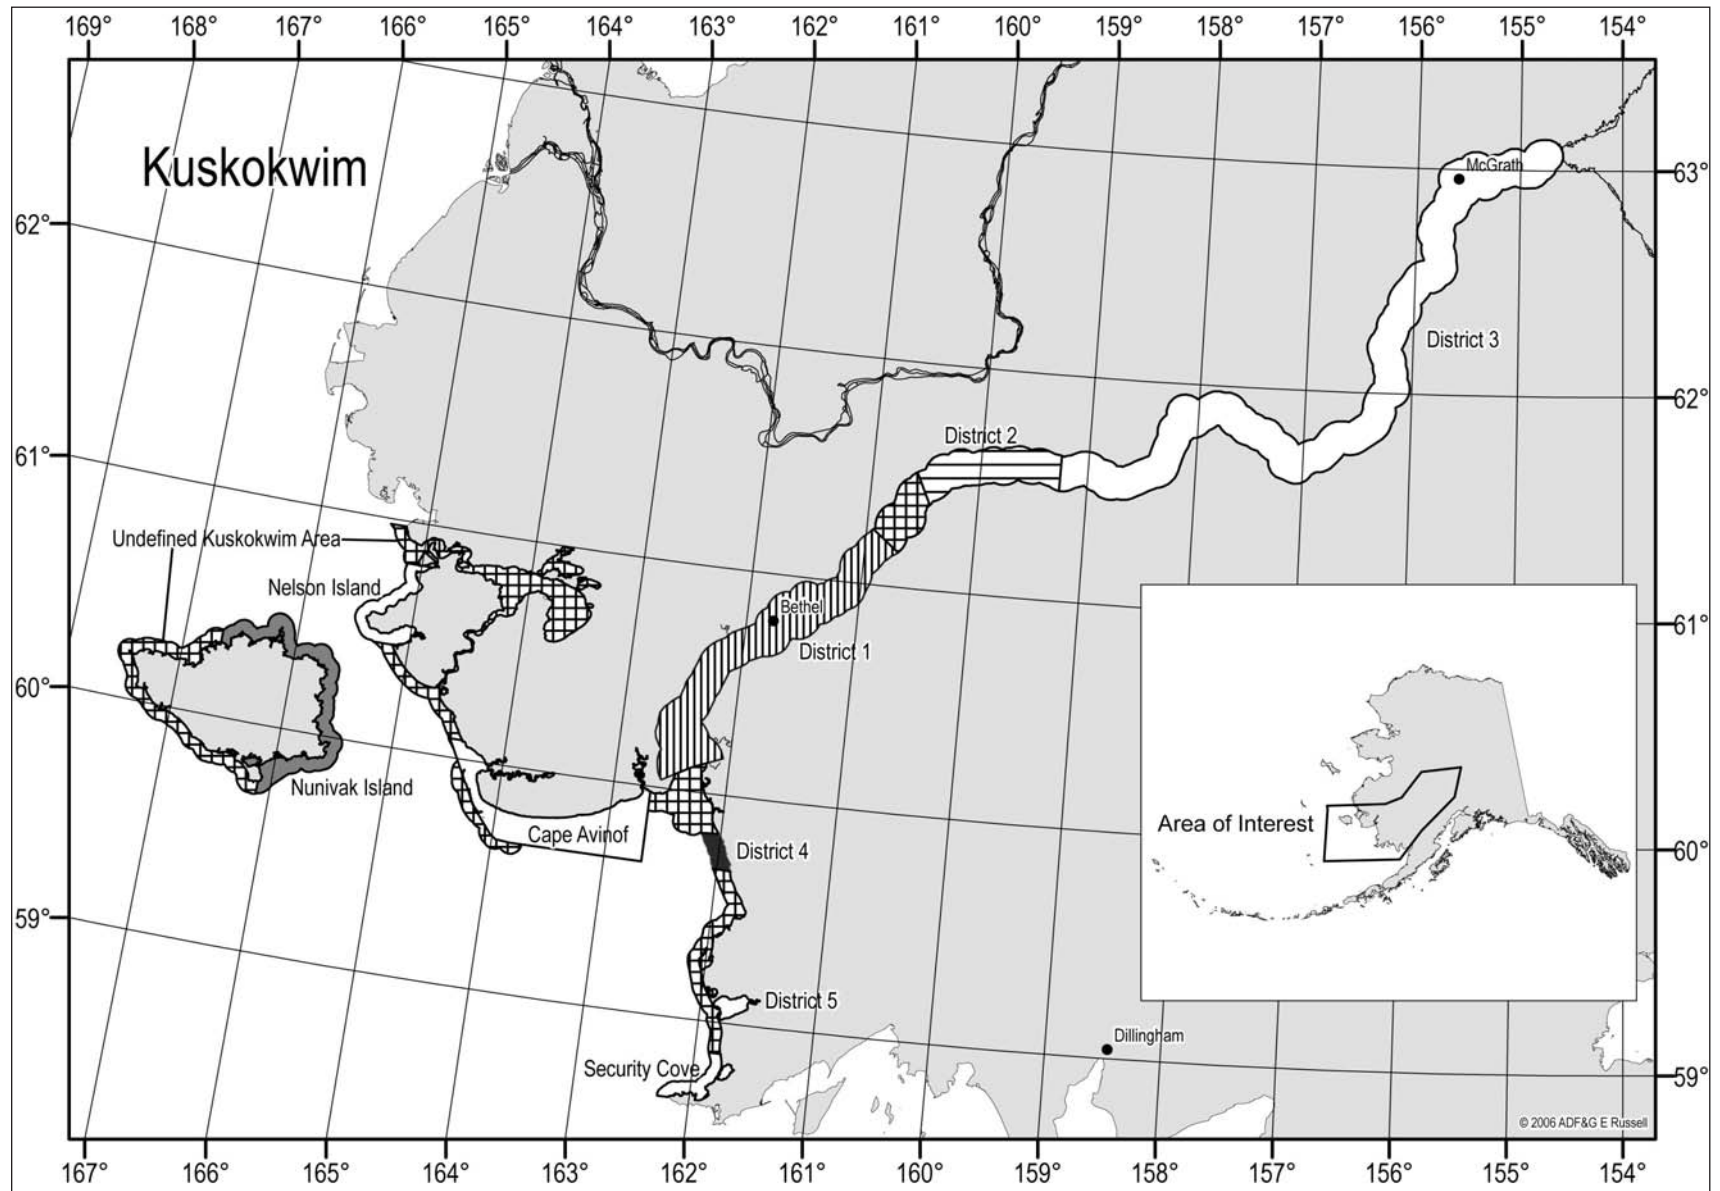 169° 168° 167° 166° 165° 164° 163° 162° 161° 160° 159° 158° 157° 156° 155° 154°
Kuskokwim
McGrath
63°
62°
District 3
62°
District 2
61°
Undefined Kuskokwim Area
Nelson Island
Bethel
61°
District 1
60°
Nunivak Island
Cape Avinof
Area of Interest
District 4
60°
59°
District 5
Dillingham
Security Cove
59°
© 2006 ADF&G E Russell
167° 166° 165° 164° 163° 162° 161° 160° 159° 158° 157° 156° 155° 154°